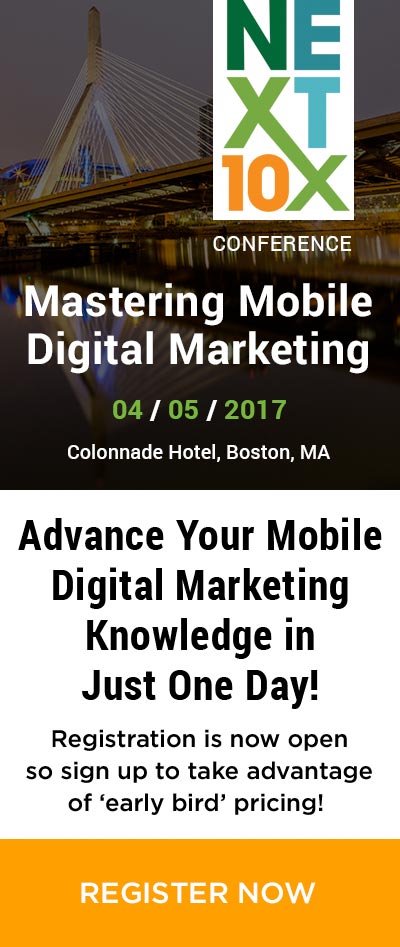 NE
XT
10X
CONFERENCE
Mastering Mobile
Digital Marketing
04 / 05 / 2017
Colonnade Hotel, Boston, MA
Advance Your Mobile
Digital Marketing
Knowledge in
Just One Day!
Registration is now open
so sign up to take advantage
of ‘early bird’ pricing!
REGISTER NOW